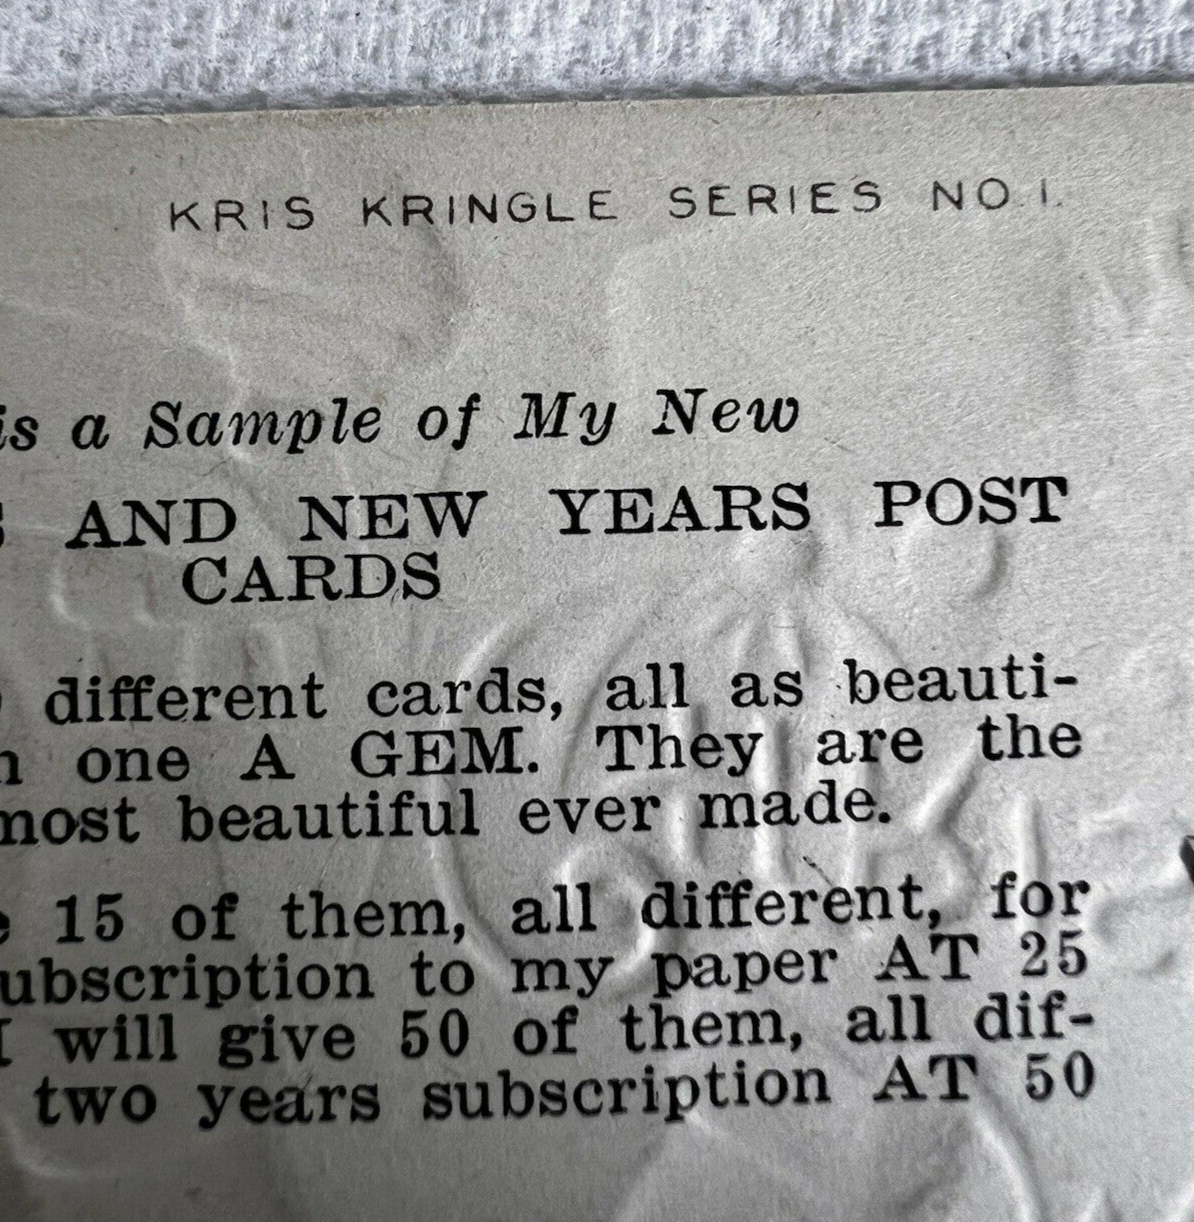 KRIS KRINGLE SERIES NO. 1.
is a Sample of My New
AND NEW YEARS POST
CARDS
different cards, all as beauti-
one A GEM. They are the
most beautiful ever made.
15 of them, all different, for
ubscription to my paper AT 25
I will give 50 of them, all dif-
two years subscription AT 50